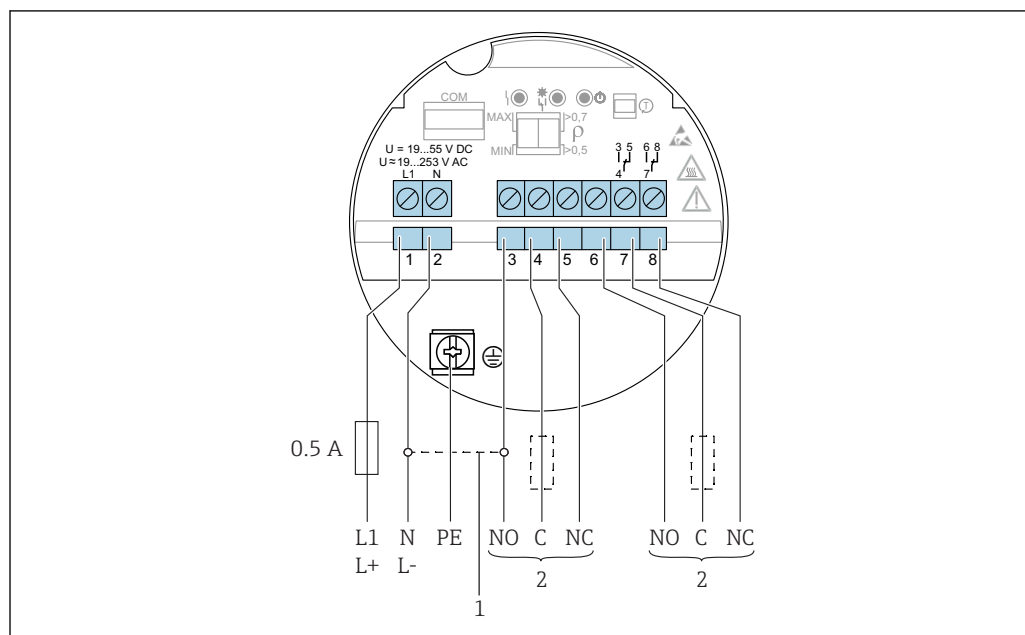 COM
MAX >0,7
ρ
MIN >0,5
U = 19...55 V DC
U≈19...253 V AC
L1 N
3 5 6 8
4 7
T
1 2 3 4 5 6 7 8
0.5 A
L1 N PE NO C NC NO C NC
L+ L- 2 2
1